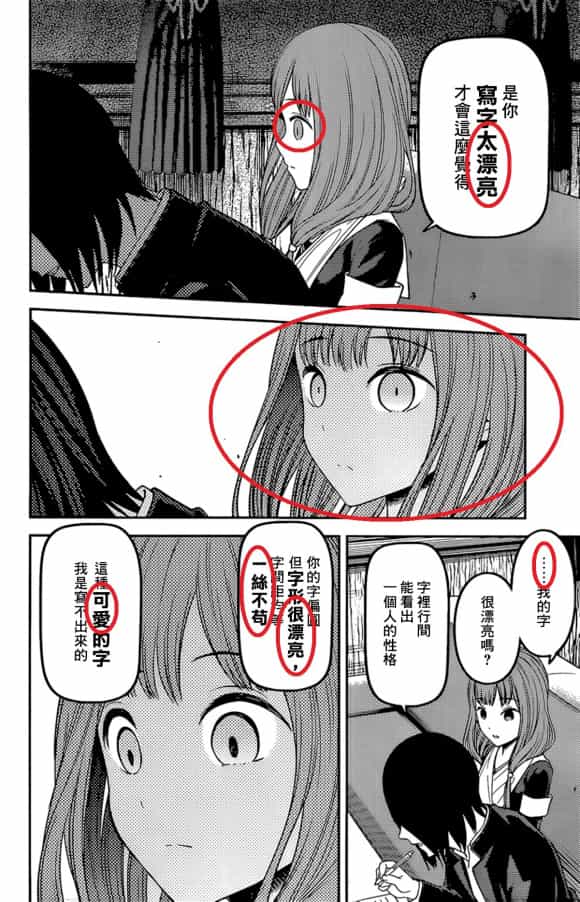 是你
寫字太漂亮
才會這麼覺得
……我的字
很漂亮嗎？
字裡行間
能看出
一個人的性格
你的字偏圓
但字形很漂亮，
字間距
一絲不苟
這種
可愛的字
我是寫不出來的